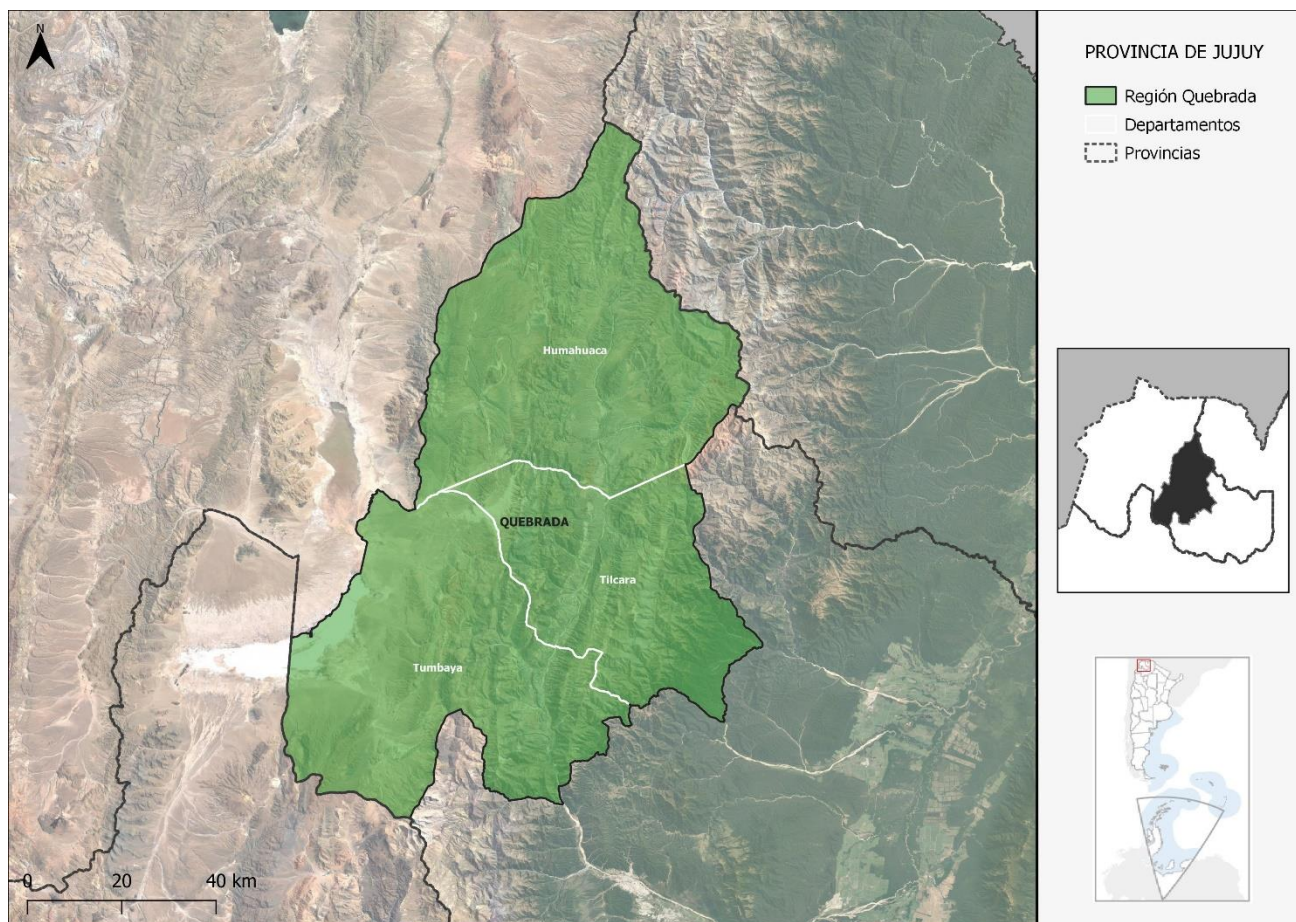 N
PROVINCIA DE JUJUY
Región Quebrada
Departamentos
Provincias
Humahuaca
QUEBRADA
Tilcara
Tumbaya
0 20 40 km